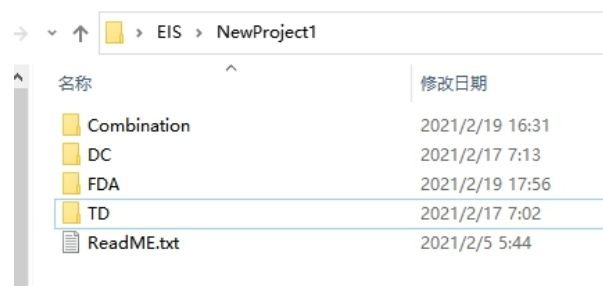 EIS › NewProject1
名称 修改日期
Combination 2021/2/19 16:31
DC 2021/2/17 7:13
FDA 2021/2/19 17:56
TD 2021/2/17 7:02
ReadME.txt 2021/2/5 5:44